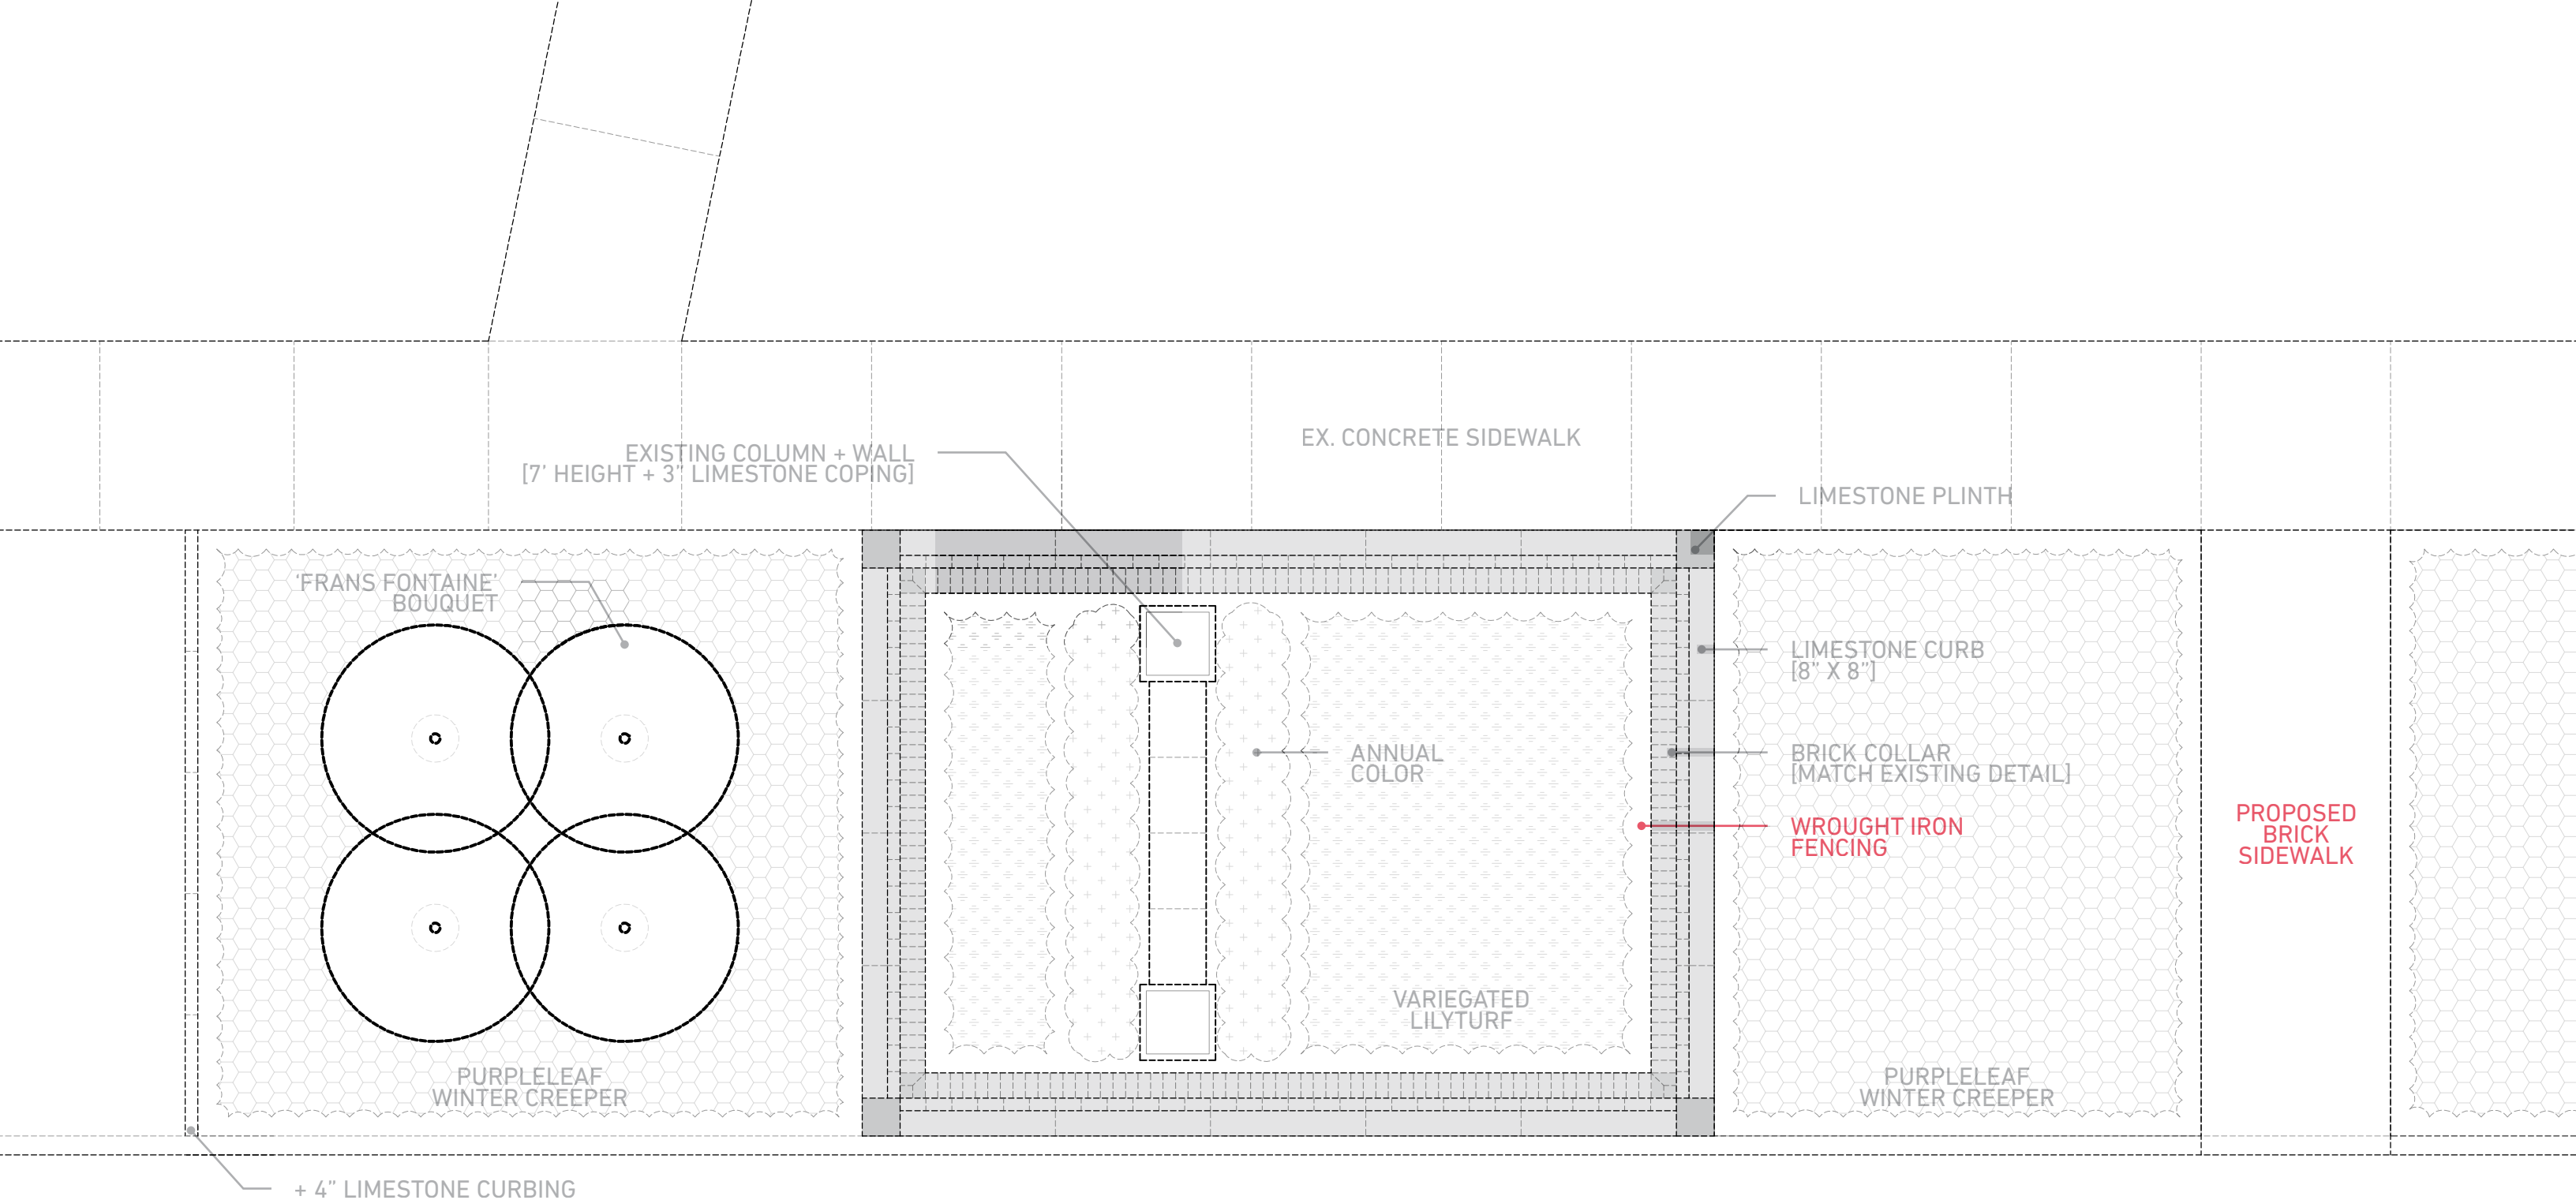 EX. CONCRETE SIDEWALK
EXISTING COLUMN + WALL
[7’ HEIGHT + 3” LIMESTONE COPING]
LIMESTONE PLINTH
‘FRANS FONTAINE’
BOUQUET
LIMESTONE CURB
[8” X 8”]
ANNUAL
COLOR
BRICK COLLAR
[MATCH EXISTING DETAIL]
WROUGHT IRON
FENCING
PROPOSED
BRICK
SIDEWALK
VARIEGATED
LILYTURF
PURPLELEAF
WINTER CREEPER
PURPLELEAF
WINTER CREEPER
+ 4” LIMESTONE CURBING